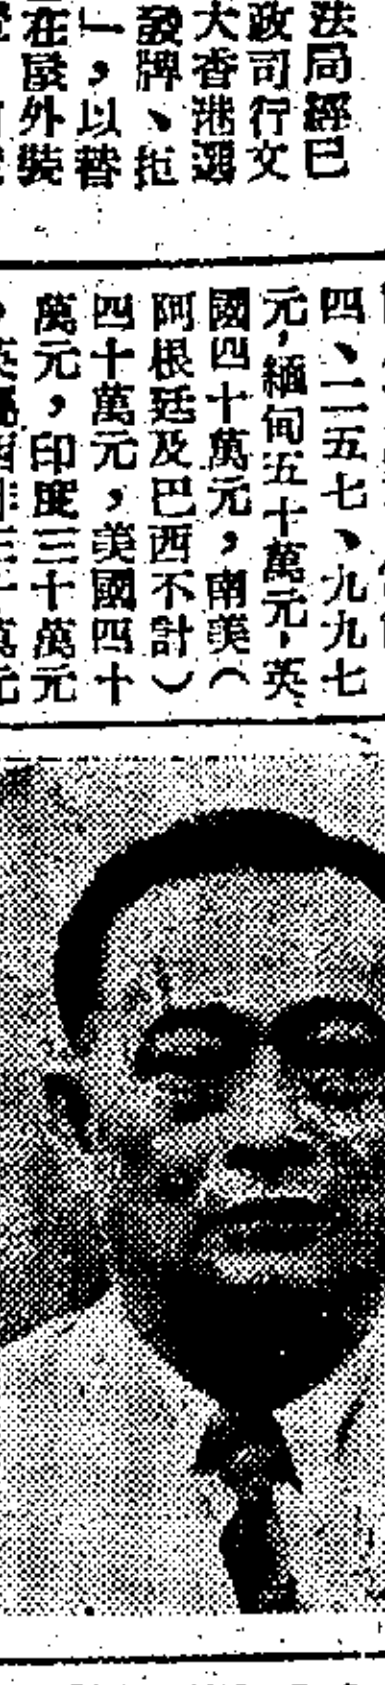 法局經已
政司行文
大香港選
發牌、拒
」，以替
在屋外裝
四、二五七、九九七
元，緬甸五十萬元，英
國四十萬元，南美（
阿根廷及巴西不計）
四十萬元，美國四十
萬元，印度三十萬元